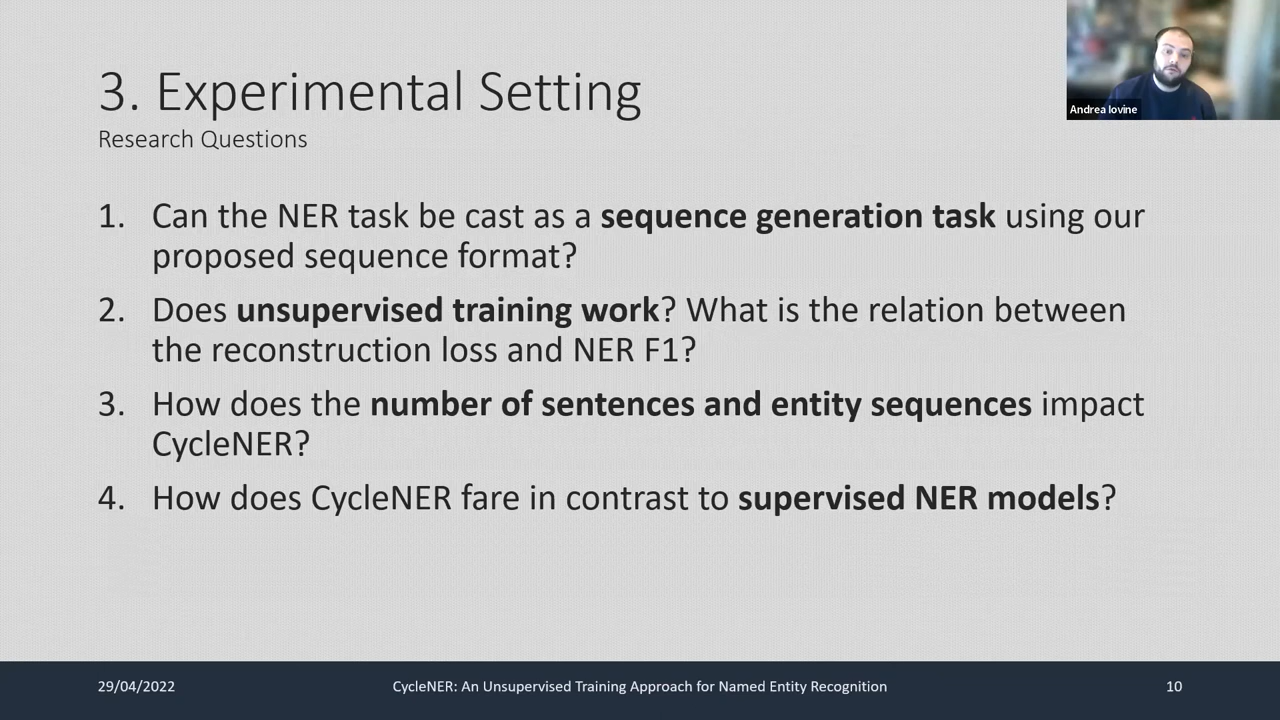 3. Experimental Setting
Research Questions
Andrea Iovine
1. Can the NER task be cast as a sequence generation task using our
proposed sequence format?
2. Does unsupervised training work? What is the relation between
the reconstruction loss and NER F1?
3. How does the number of sentences and entity sequences impact
CycleNER?
4. How does CycleNER fare in contrast to supervised NER models?
29/04/2022
CycleNER: An Unsupervised Training Approach for Named Entity Recognition
10